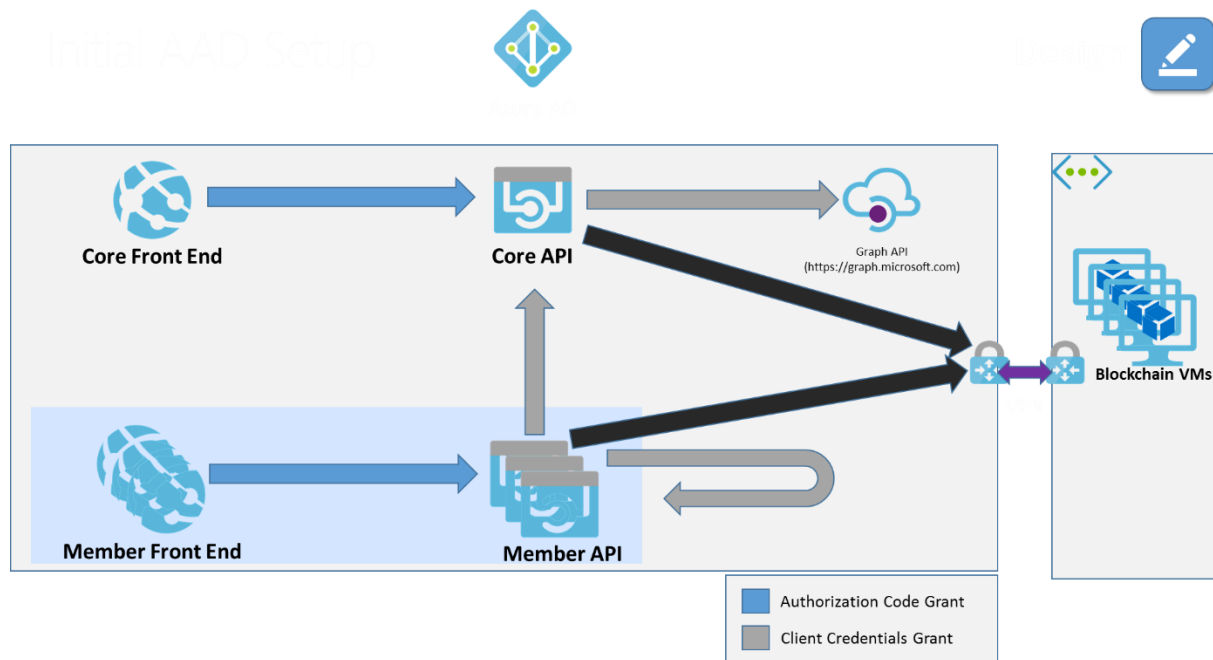 Initial AAD Setup
Core Front End
Core API
Graph API
(https://graph.microsoft.com)
Blockchain VMs
Member Front End
Member API
Authorization Code Grant
Client Credentials Grant